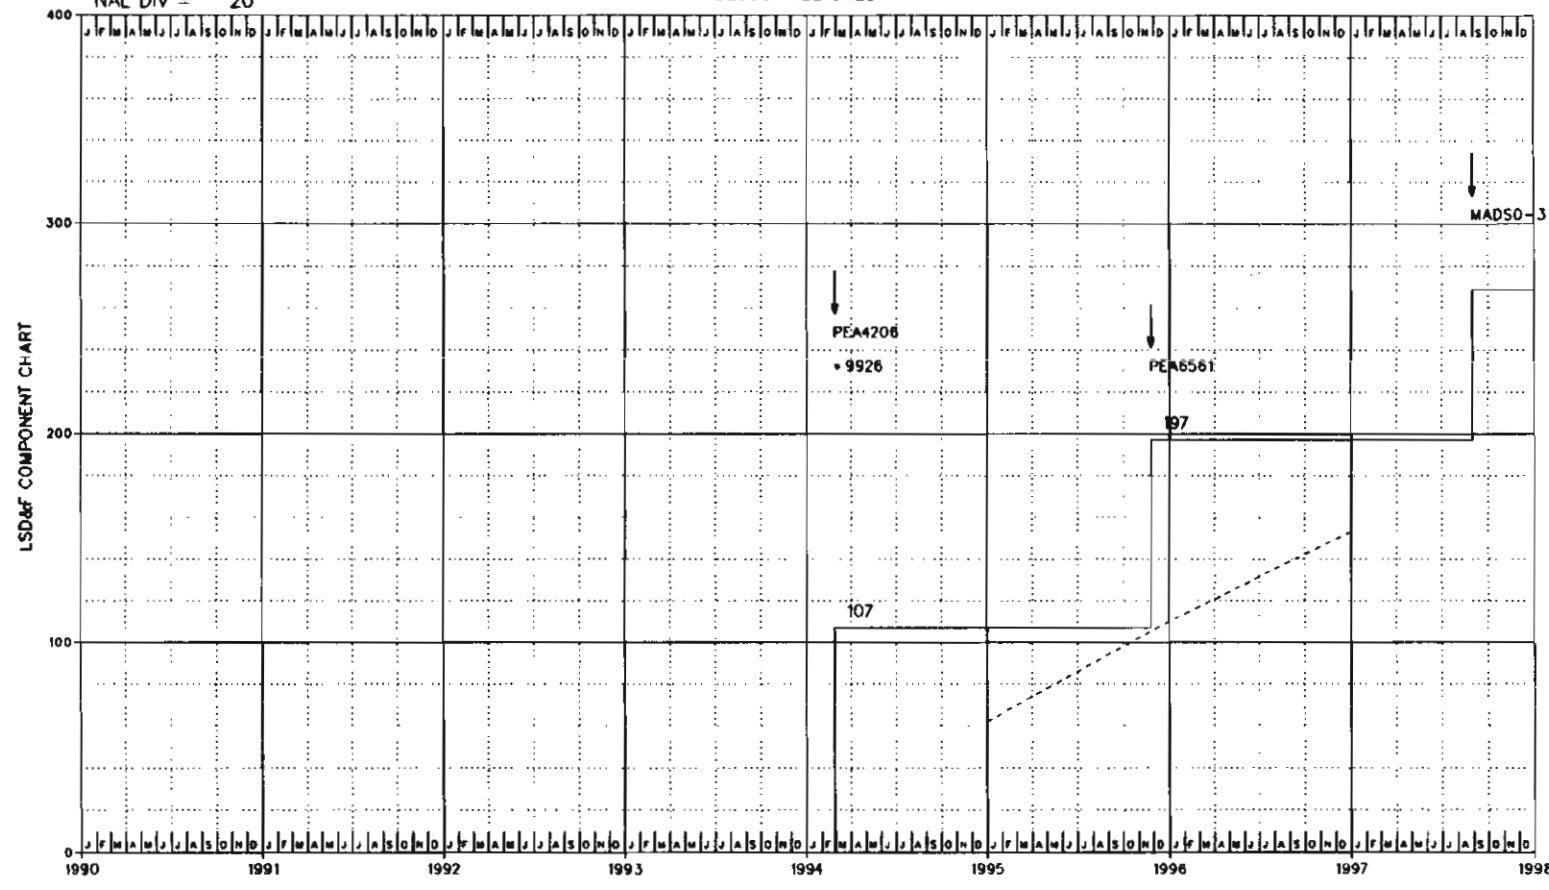 NAL DIV = 20
400
J F M A M J J A S O N D J F M A M J J A S O N D J F M A M J J A S O N D J F M A M J J A S O N D J F M A M J J A S O N D J F M A M J J A S O N D J F M A M J J A S O N D J F M A M J J A S O N D
300
MADSO-3
PEA4206
* 9926
PEA6561
LSD&F COMPONENT CHART
197
200
107
100
J F M A M J J A S O N D J F M A M J J A S O N D J F M A M J J A S O N D J F M A M J J A S O N D J F M A M J J A S O N D J F M A M J J A S O N D J F M A M J J A S O N D J F M A M J J A S O N D
0
1990 1991 1992 1993 1994 1995 1996 1997 1998